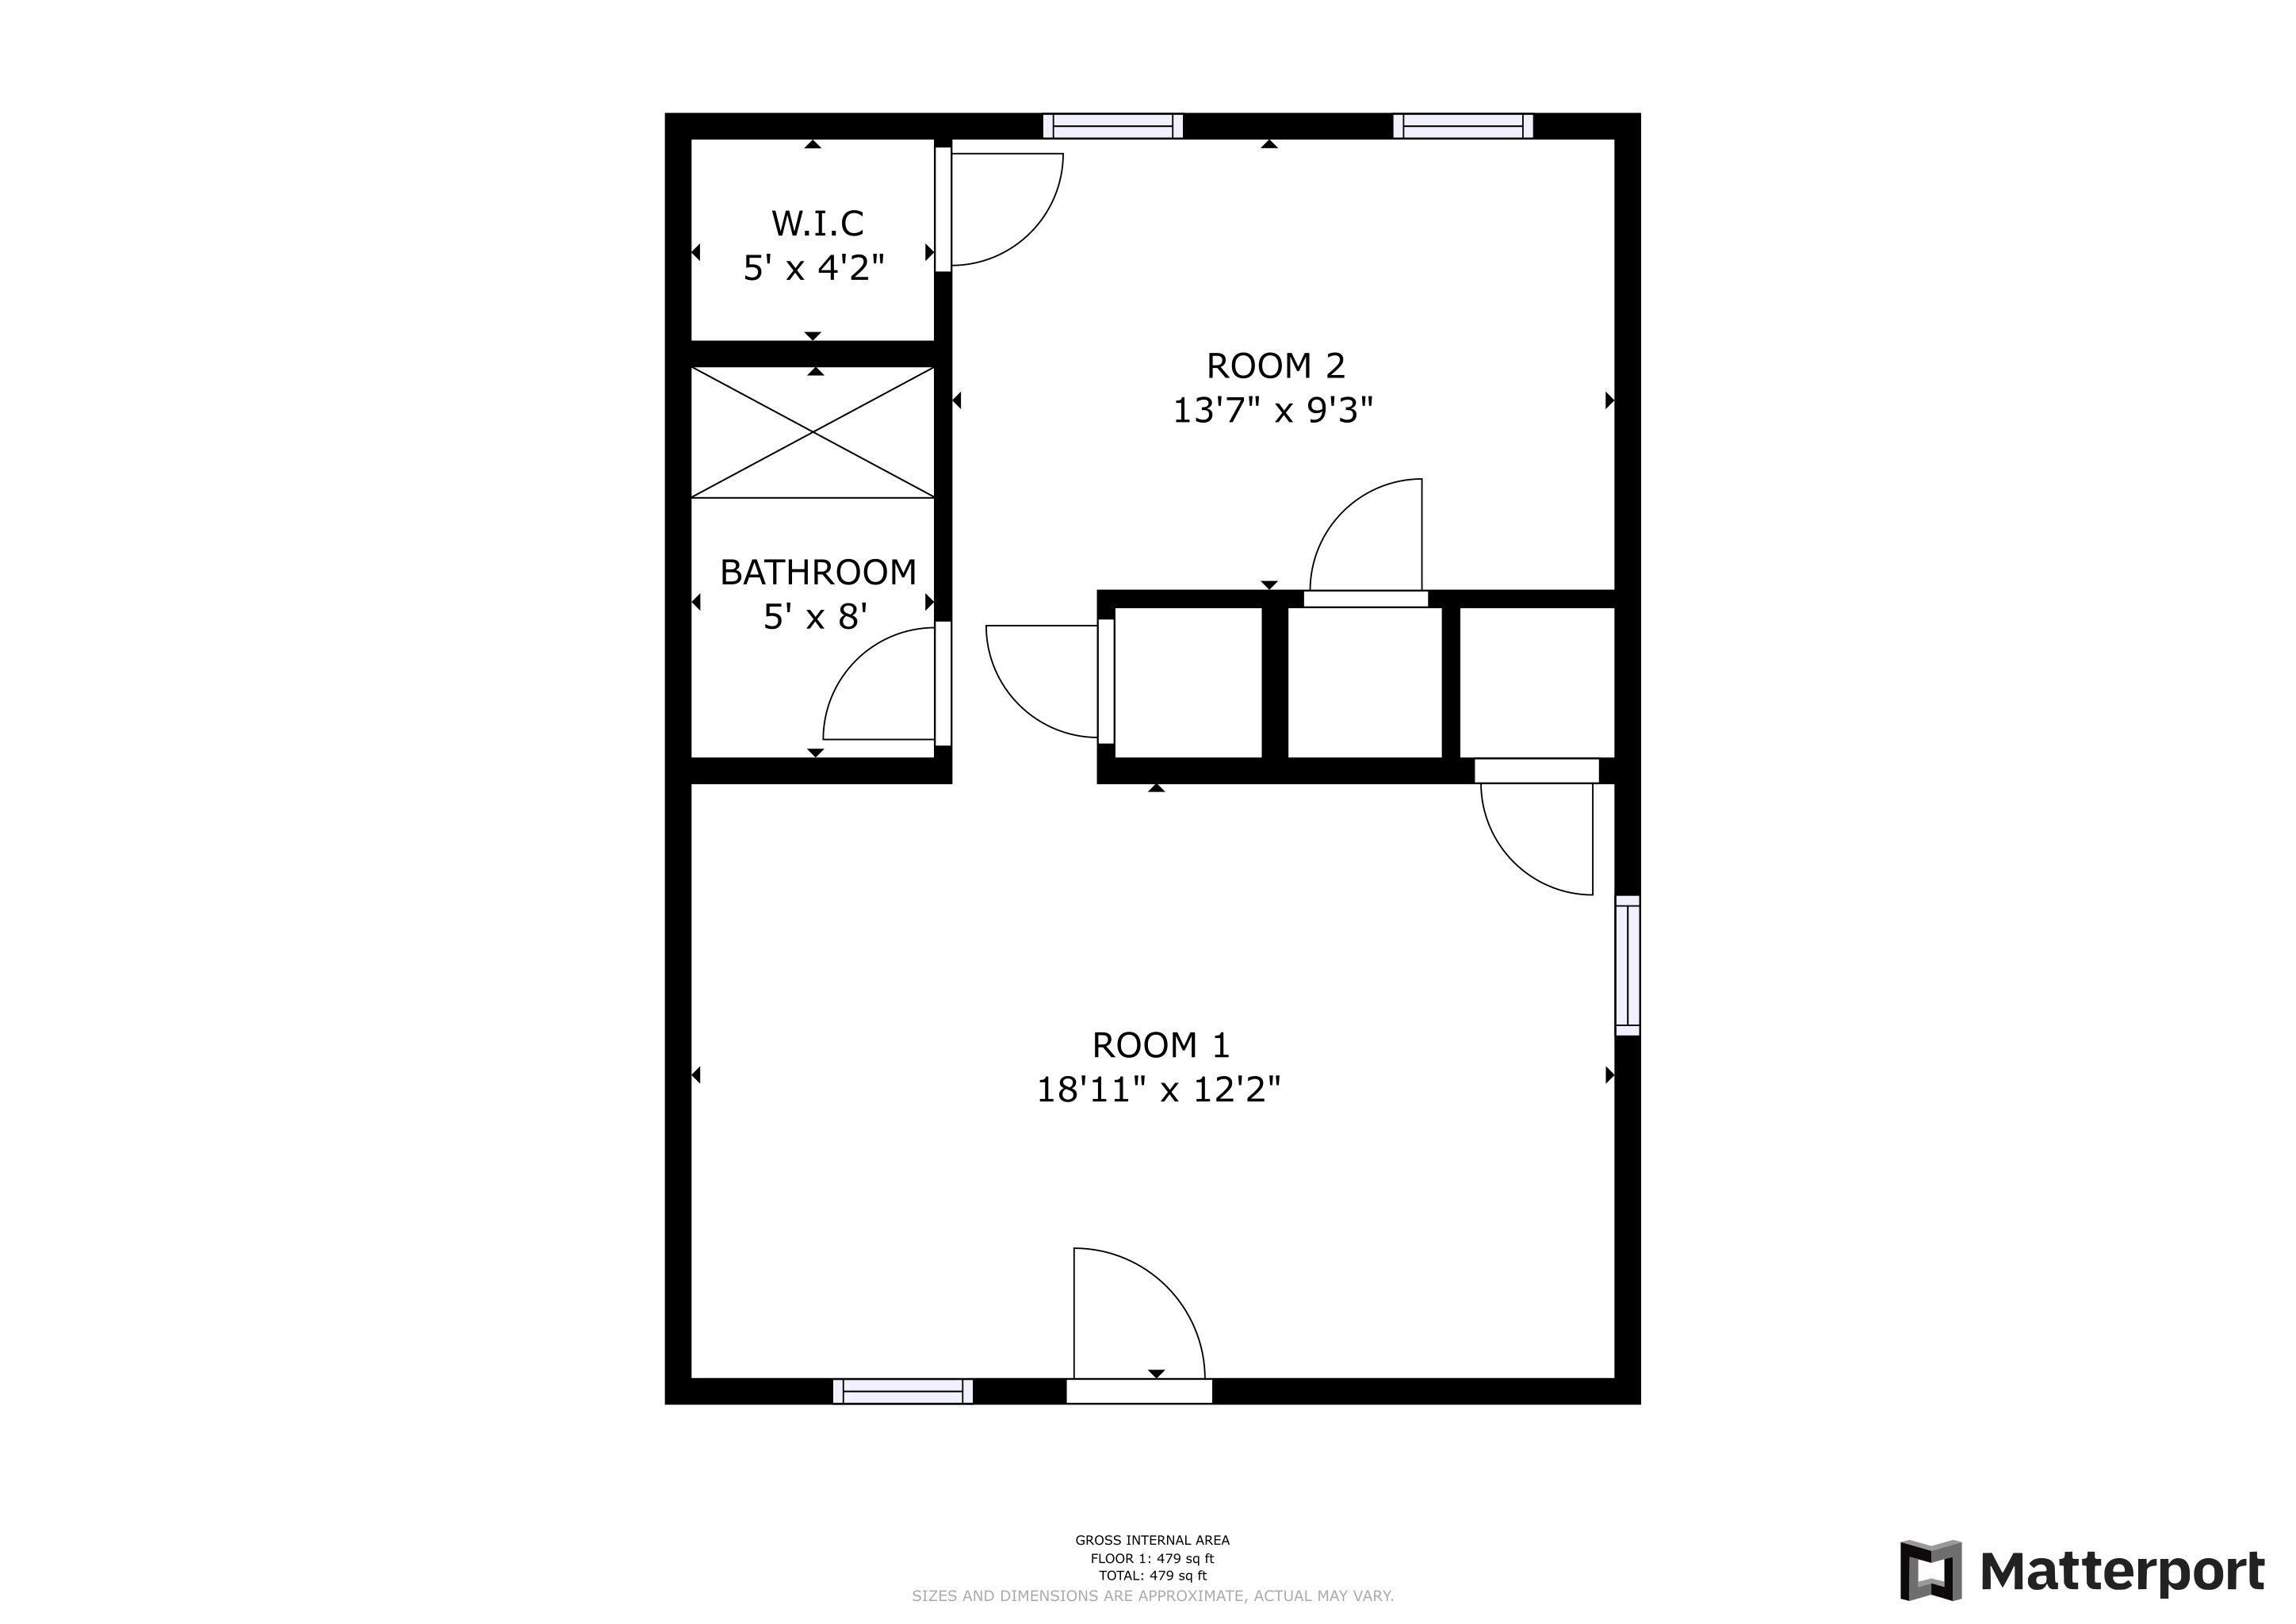 W.I.C
5' x 4'2"
ROOM 2
13'7" x 9'3"
BATHROOM
5' x 8'
ROOM 1
18'11" x 12'2"
GROSS INTERNAL AREA
FLOOR 1: 479 sq ft
TOTAL: 479 sq ft
SIZES AND DIMENSIONS ARE APPROXIMATE, ACTUAL MAY VARY.
Matterport